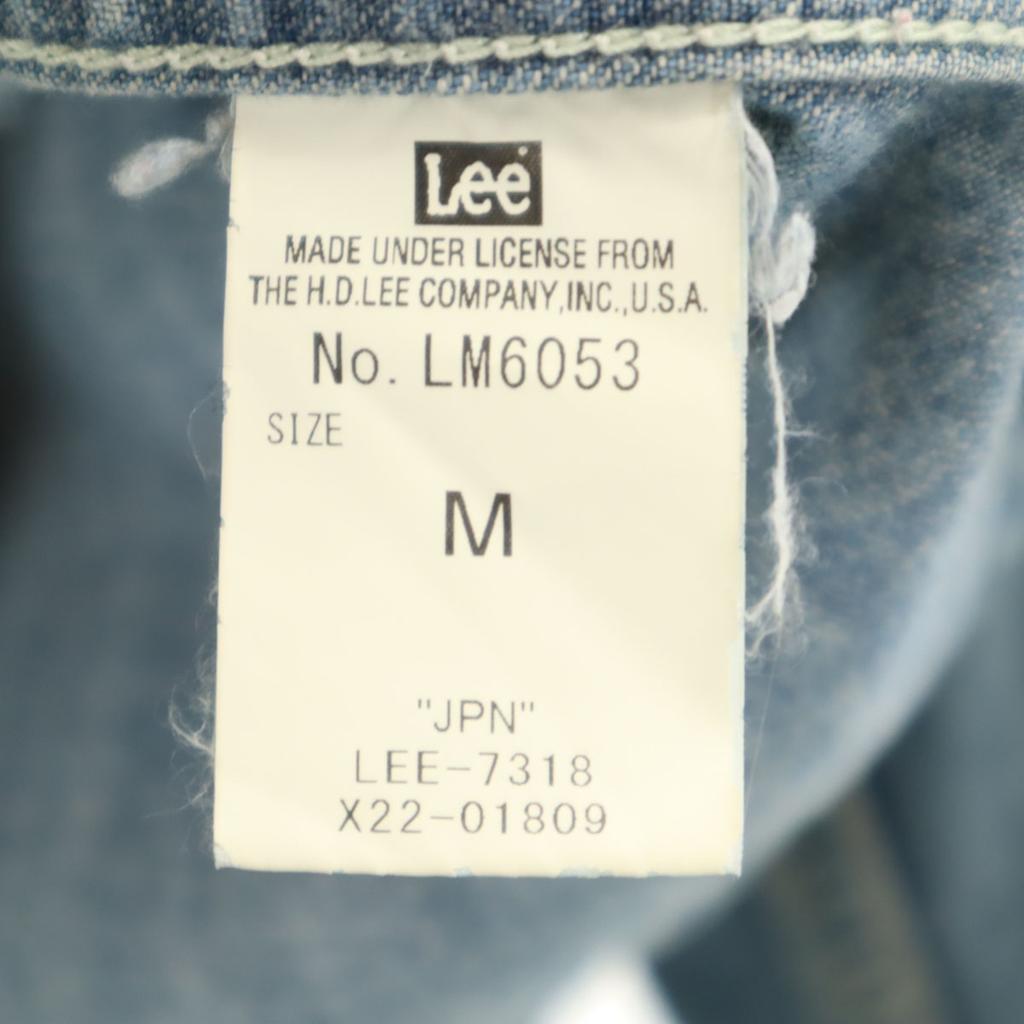 Lee
MADE UNDER LICENSE FROM
THE H.D.LEE COMPANY,INC.,U.S.A.
No. LM6053
SIZE
M
"JPN"
LEE-7318
X22-01809